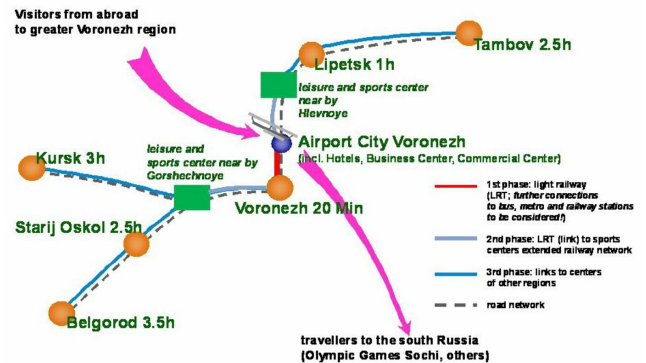 Visitors from abroad
to greater Voronezh region
Tambov 2.5h
Lipetsk 1h
leisure and sports center
near by
Hlevnoye
Airport City Voronezh
(incl. Hotels, Business Center, Commercial Center)
leisure and
sports center near by
Gorshechnoye
Kursk 3h
Voronezh 20 Min
Starij Oskol 2.5h
Belgorod 3.5h
1st phase: light railway
(LRT; further connections
to bus, metro and railway stations
to be considered!)
2nd phase: LRT (link) to sports
centers extended railway network
3rd phase: links to centers
of other regions
road network
travellers to the south Russia
(Olympic Games Sochi, others)